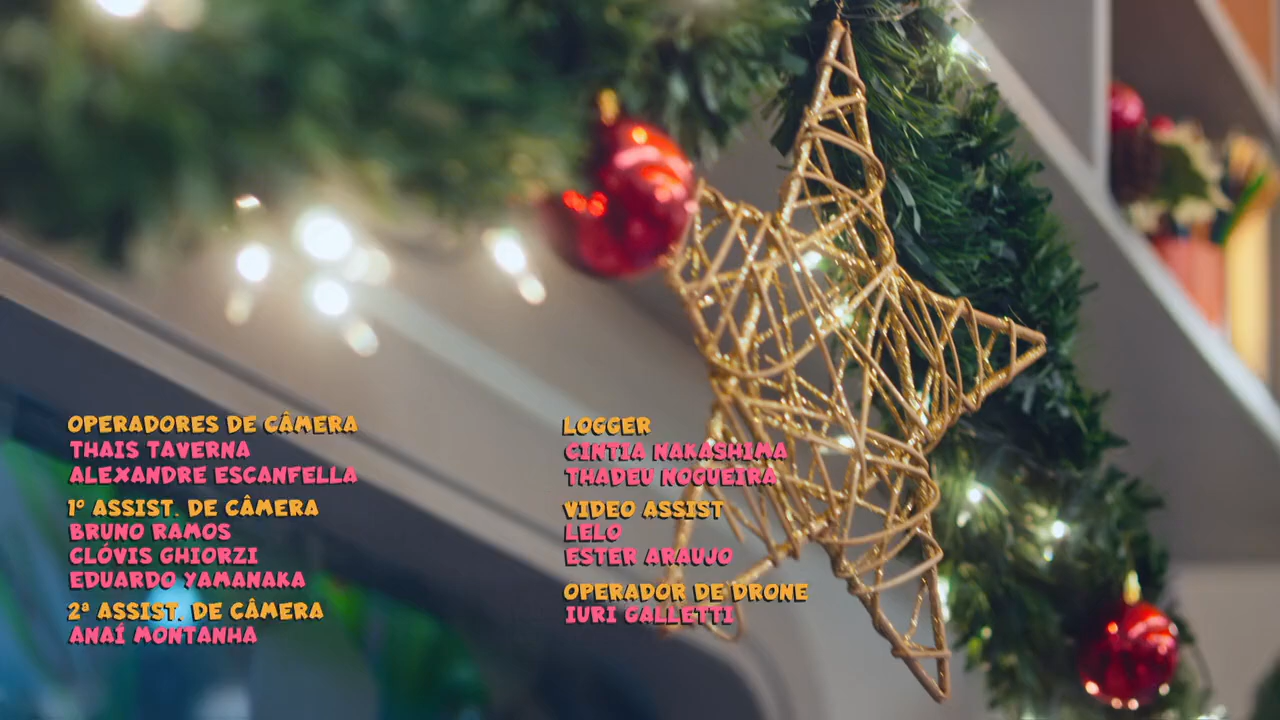 OPERADORES DE CÂMERA
THAIS TAVERNA
ALEXANDRE ESCANFELLA
1º ASSIST. DE CÂMERA
BRUNO RAMOS
CLÓVIS GHIORZI
EDUARDO YAMANAKA
2ª ASSIST. DE CÂMERA
ANAÍ MONTANHA
LOGGER
CINTIA NAKASHIMA
THADEU NOGUEIRA
VIDEO ASSIST
LELO
ESTER ARAUJO
OPERADOR DE DRONE
IURI GALLETTI